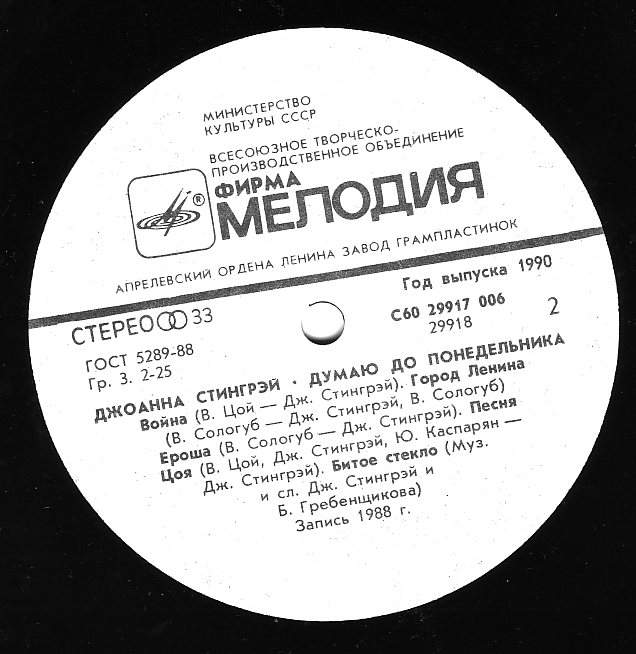 МИНИСТЕРСТВО
КУЛЬТУРЫ СССР
ВСЕСОЮЗНОЕ ТВОРЧЕСКО-
ПРОИЗВОДСТВЕННОЕ ОБЪЕДИНЕНИЕ
®
ФИРМА
МЕЛОДИЯ
АПРЕЛЕВСКИЙ ОРДЕНА ЛЕНИНА ЗАВОД ГРАМПЛАСТИНОК
СТЕРЕО 33
Год выпуска 1990
ГОСТ 5289-88
Гр. 3. 2-25
С60 29917 006
29918
2
ДЖОАННА СТИНГРЭЙ · ДУМАЮ ДО ПОНЕДЕЛЬНИКА
Война (В. Цой — Дж. Стингрэй). Город Ленина
(В. Сологуб — Дж. Стингрэй, В. Сологуб)
Ероша (В. Сологуб — Дж. Стингрэй). Песня
Цоя (В. Цой, Дж. Стингрэй, Ю. Каспарян —
Дж. Стингрэй). Битое стекло (Муз.
и сл. Дж. Стингрэй и
Б. Гребенщикова)
Запись 1988 г.